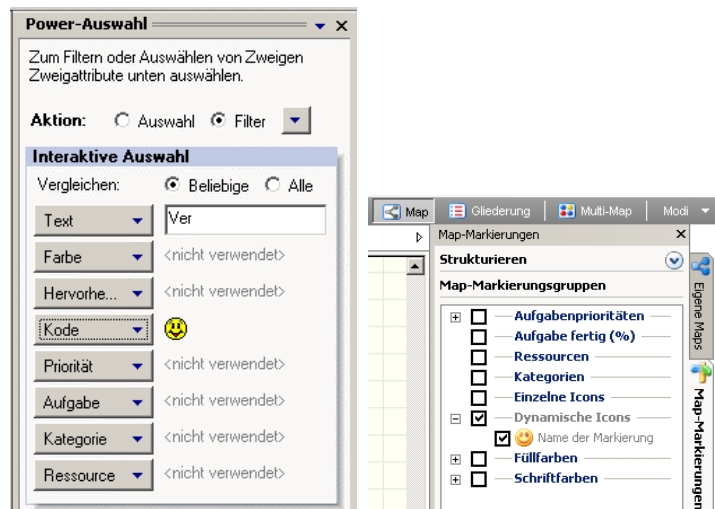 Power-Auswahl
Zum Filtern oder Auswählen von Zweigen
Zweigattribute unten auswählen.
Aktion: Auswahl Filter
Interaktive Auswahl
Vergleichen: Beliebige Alle
Text Ver
Farbe <nicht verwendet>
Hervorhe... <nicht verwendet>
Kode
Priorität <nicht verwendet>
Aufgabe <nicht verwendet>
Kategorie <nicht verwendet>
Ressource <nicht verwendet>
Map Gliederung Multi-Map Modi
Map-Markierungen
Strukturieren
Map-Markierungsgruppen
Aufgabenprioritäten
Aufgabe fertig (%)
Ressourcen
Kategorien
Einzelne Icons
Dynamische Icons
Name der Markierung
Füllfarben
Schriftfarben
Eigene Maps
Map-Markierungen